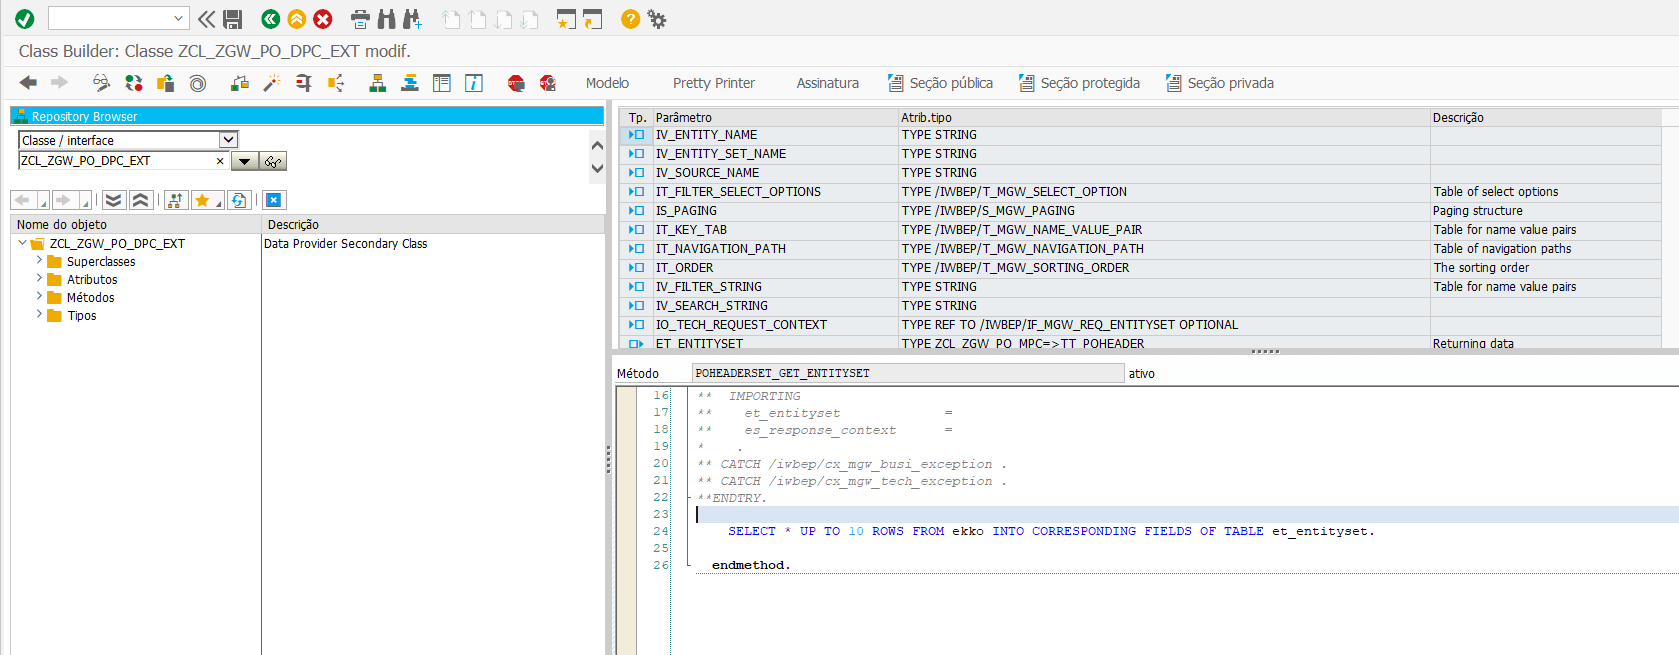 Class Builder: Classe ZCL_ZGW_PO_DPC_EXT modif.
Modelo Pretty Printer Assinatura Seção pública Seção protegida Seção privada
Repository Browser
Classe / interface
ZCL_ZGW_PO_DPC_EXT
Nome do objeto Descrição
ZCL_ZGW_PO_DPC_EXT Data Provider Secondary Class
Superclasses
Atributos
Métodos
Tipos
Tp. Parâmetro Atrib.tipo Descrição
IV_ENTITY_NAME TYPE STRING
IV_ENTITY_SET_NAME TYPE STRING
IV_SOURCE_NAME TYPE STRING
IT_FILTER_SELECT_OPTIONS TYPE /IWBEP/T_MGW_SELECT_OPTION Table of select options
IS_PAGING TYPE /IWBEP/S_MGW_PAGING Paging structure
IT_KEY_TAB TYPE /IWBEP/T_MGW_NAME_VALUE_PAIR Table for name value pairs
IT_NAVIGATION_PATH TYPE /IWBEP/T_MGW_NAVIGATION_PATH Table of navigation paths
IT_ORDER TYPE /IWBEP/T_MGW_SORTING_ORDER The sorting order
IV_FILTER_STRING TYPE STRING Table for name value pairs
IV_SEARCH_STRING TYPE STRING
IO_TECH_REQUEST_CONTEXT TYPE REF TO /IWBEP/IF_MGW_REQ_ENTITYSET OPTIONAL
ET_ENTITYSET TYPE ZCL_ZGW_PO_MPC=>TT_POHEADER Returning data
Método POHEADERSET_GET_ENTITYSET ativo
16 ** IMPORTING
17 ** et_entityset =
18 ** es_response_context =
19 * .
20 ** CATCH /iwbep/cx_mgw_busi_exception .
21 ** CATCH /iwbep/cx_mgw_tech_exception .
22 **ENDTRY.
23
24 SELECT * UP TO 10 ROWS FROM ekko INTO CORRESPONDING FIELDS OF TABLE et_entityset.
25
26 endmethod.